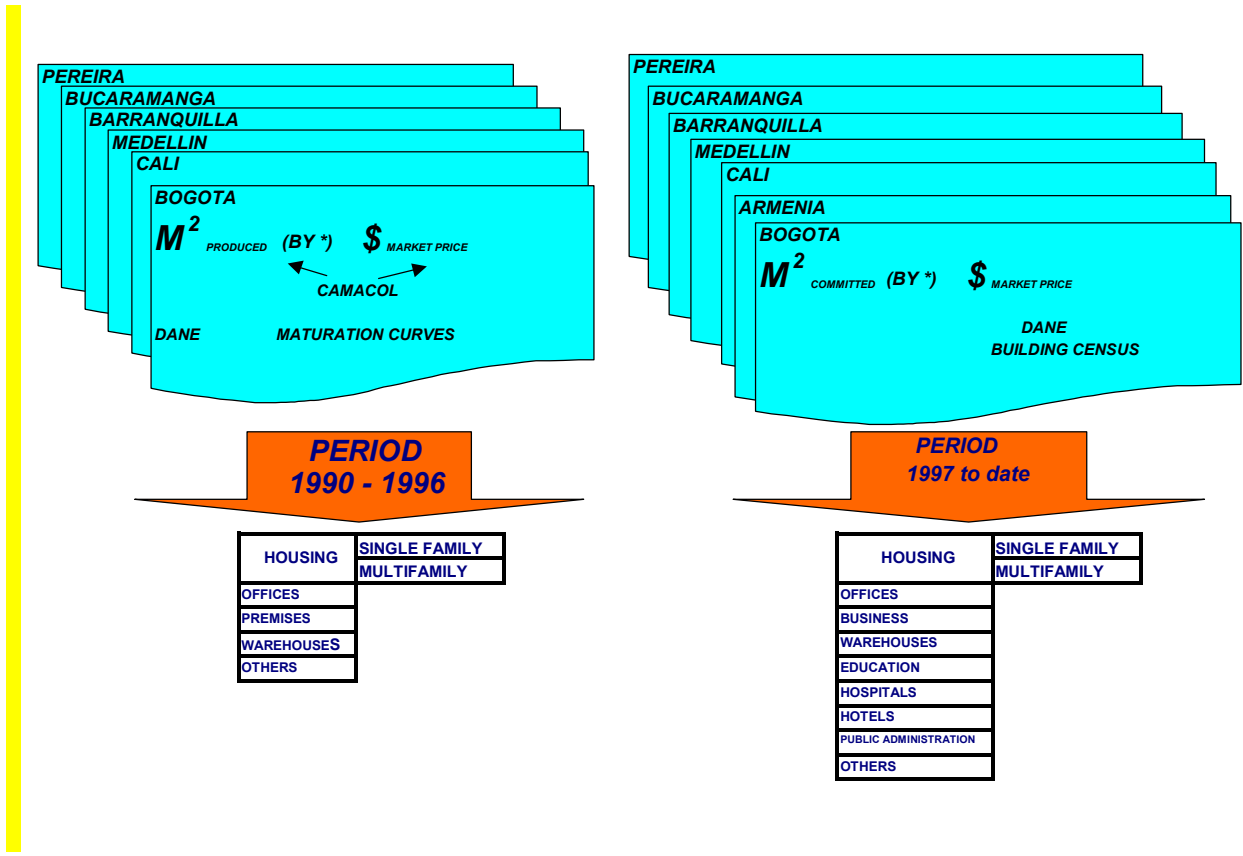 PEREIRA
BUCARAMANGA
BARRANQUILLA
MEDELLIN
CALI
BOGOTA
M² PRODUCED (BY *) $ MARKET PRICE
CAMACOL
DANE MATURATION CURVES
PERIOD
1990 - 1996
HOUSING
SINGLE FAMILY
MULTIFAMILY
OFFICES
PREMISES
WAREHOUSES
OTHERS
PEREIRA
BUCARAMANGA
BARRANQUILLA
MEDELLIN
CALI
ARMENIA
BOGOTA
M² COMMITTED (BY *) $ MARKET PRICE
DANE
BUILDING CENSUS
PERIOD
1997 to date
HOUSING
SINGLE FAMILY
MULTIFAMILY
OFFICES
BUSINESS
WAREHOUSES
EDUCATION
HOSPITALS
HOTELS
PUBLIC ADMINISTRATION
OTHERS